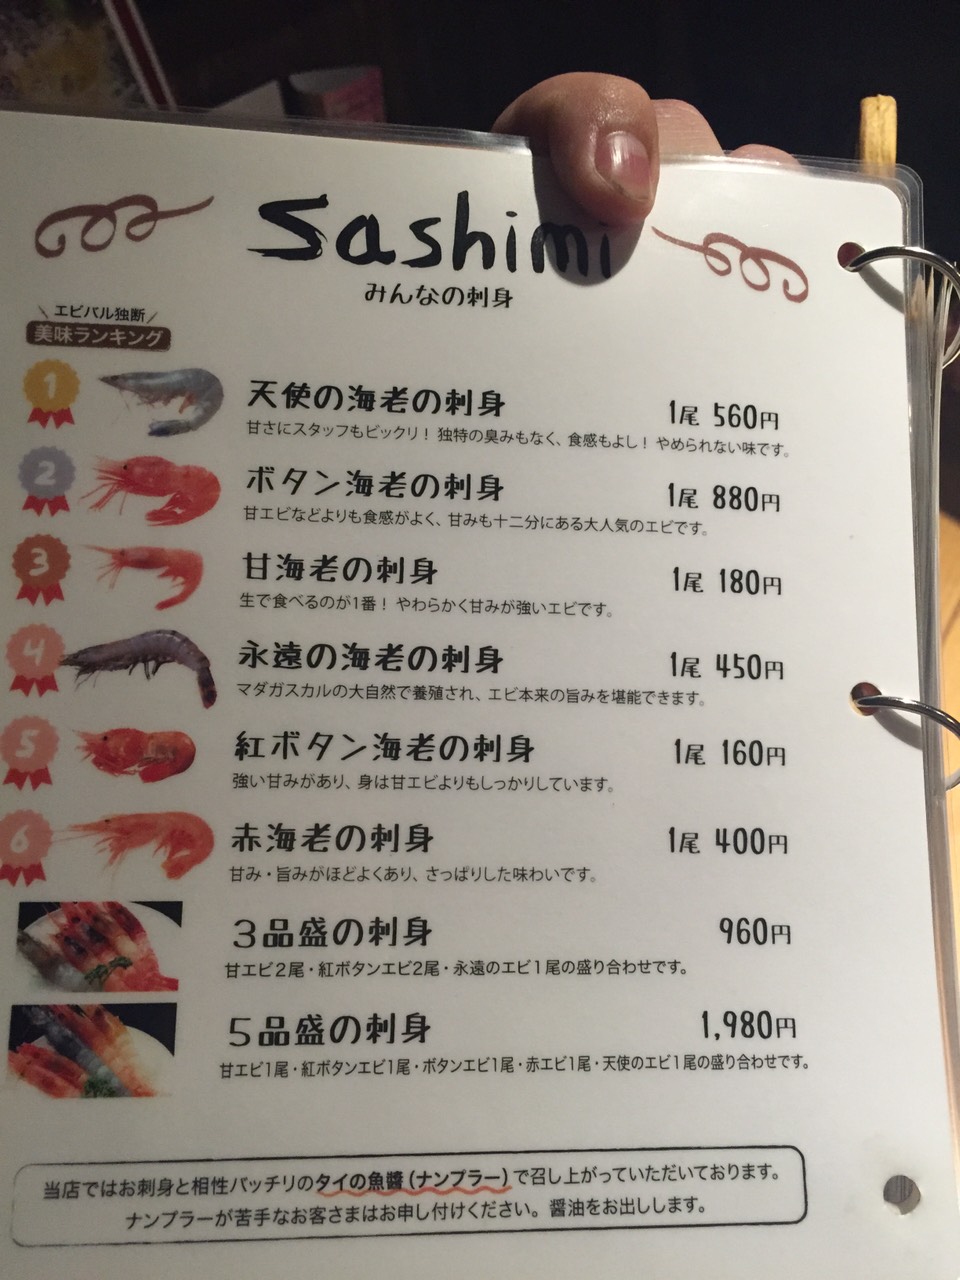 Sashimi
みんなの刺身
エビバル独断
美味ランキング
1
天使の海老の刺身 1尾 560円
甘さにスタッフもビックリ！独特の臭みもなく、食感もよし！やめられない味です。
2
ボタン海老の刺身 1尾 880円
甘エビなどよりも食感がよく、甘みも十二分にある大人気のエビです。
3
甘海老の刺身 1尾 180円
生で食べるのが1番！やわらかく甘みが強いエビです。
4
永遠の海老の刺身 1尾 450円
マダガスカルの大自然で養殖され、エビ本来の旨みを堪能できます。
5
紅ボタン海老の刺身 1尾 160円
強い甘みがあり、身は甘エビよりもしっかりしています。
6
赤海老の刺身 1尾 400円
甘み・旨みがほどよくあり、さっぱりした味わいです。
3品盛の刺身 960円
甘エビ2尾・紅ボタンエビ2尾・永遠のエビ1尾の盛り合わせです。
5品盛の刺身 1,980円
甘エビ1尾・紅ボタンエビ1尾・ボタンエビ1尾・赤エビ1尾・天使のエビ1尾の盛り合わせです。
当店ではお刺身と相性バッチリのタイの魚醬（ナンプラー）で召し上がっていただいております。
ナンプラーが苦手なお客さまはお申し付けください。醤油をお出しします。